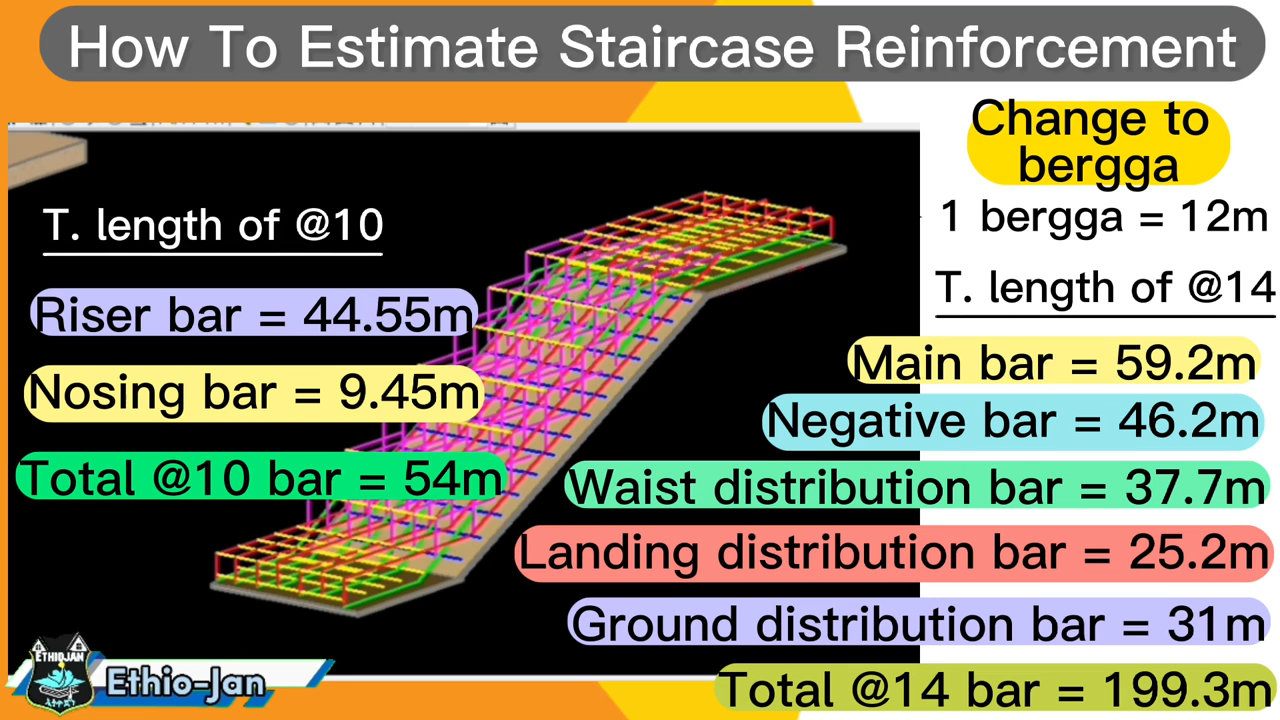 How To Estimate Staircase Reinforcement
Change to
bergga
1 bergga = 12m
T. length of @10
Riser bar = 44.55m
Nosing bar = 9.45m
Total @10 bar = 54m
T. length of @14
Main bar = 59.2m
Negative bar = 46.2m
Waist distribution bar = 37.7m
Landing distribution bar = 25.2m
Ground distribution bar = 31m
Total @14 bar = 199.3m
ETHIOJAN
Ethio-Jan